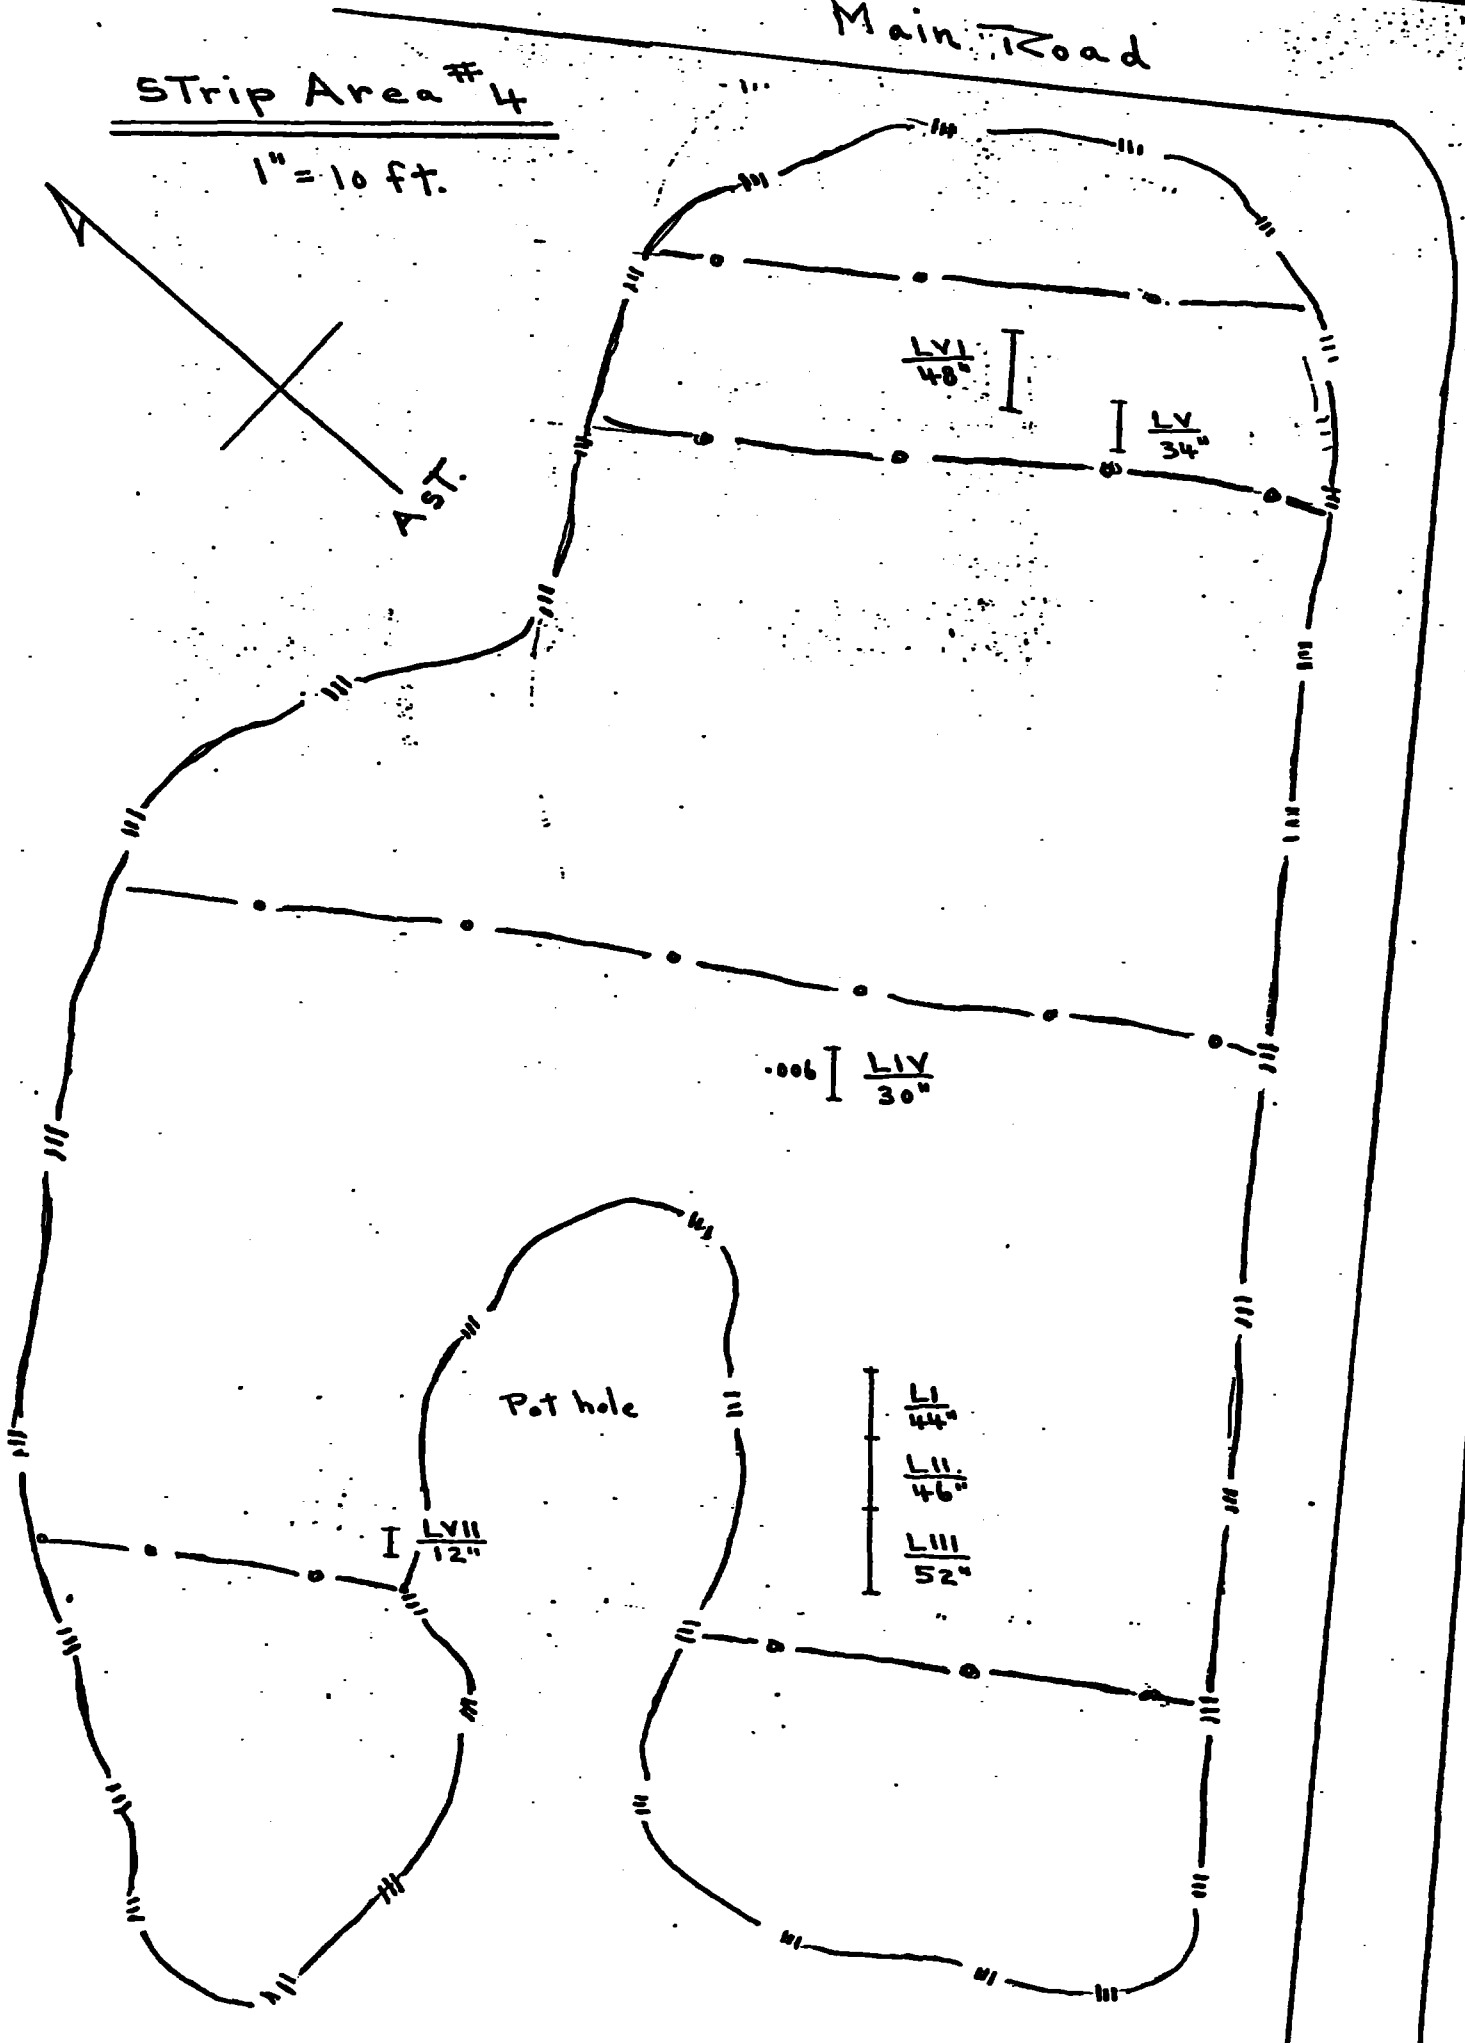 Main Road
STrip Area #4
1" = 10 ft.
A ST.
LVI
48"
LV
34"
.006
LIV
30"
Pot hole
LI
44"
LII.
46"
LIII
52"
LVII
12"